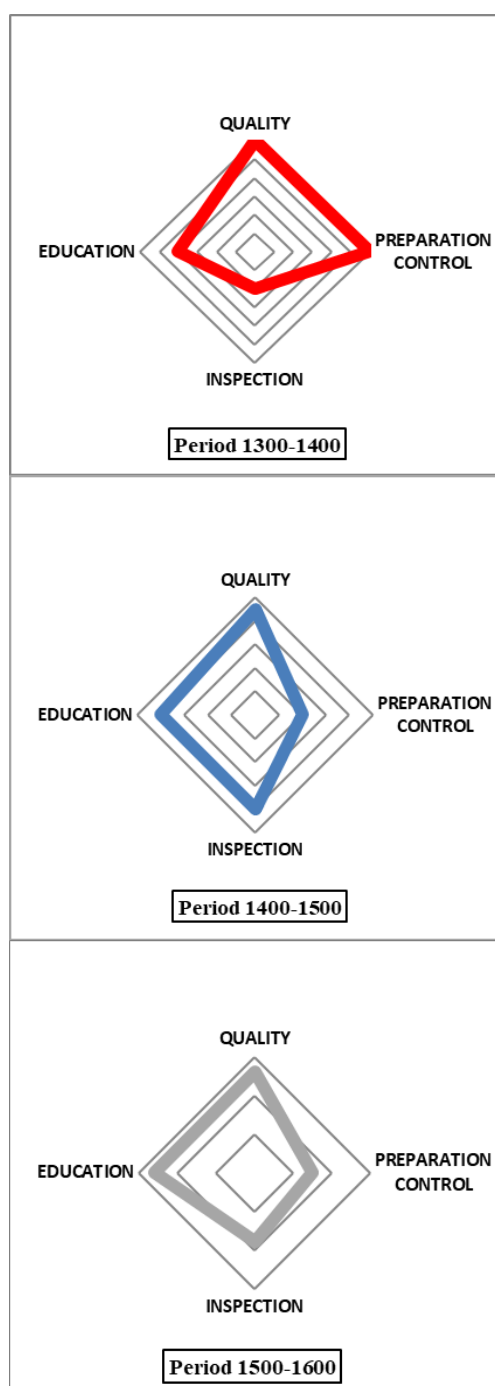 QUALITY
EDUCATION
PREPARATION
CONTROL
INSPECTION
Period 1300-1400
QUALITY
EDUCATION
PREPARATION
CONTROL
INSPECTION
Period 1400-1500
QUALITY
EDUCATION
PREPARATION
CONTROL
INSPECTION
Period 1500-1600